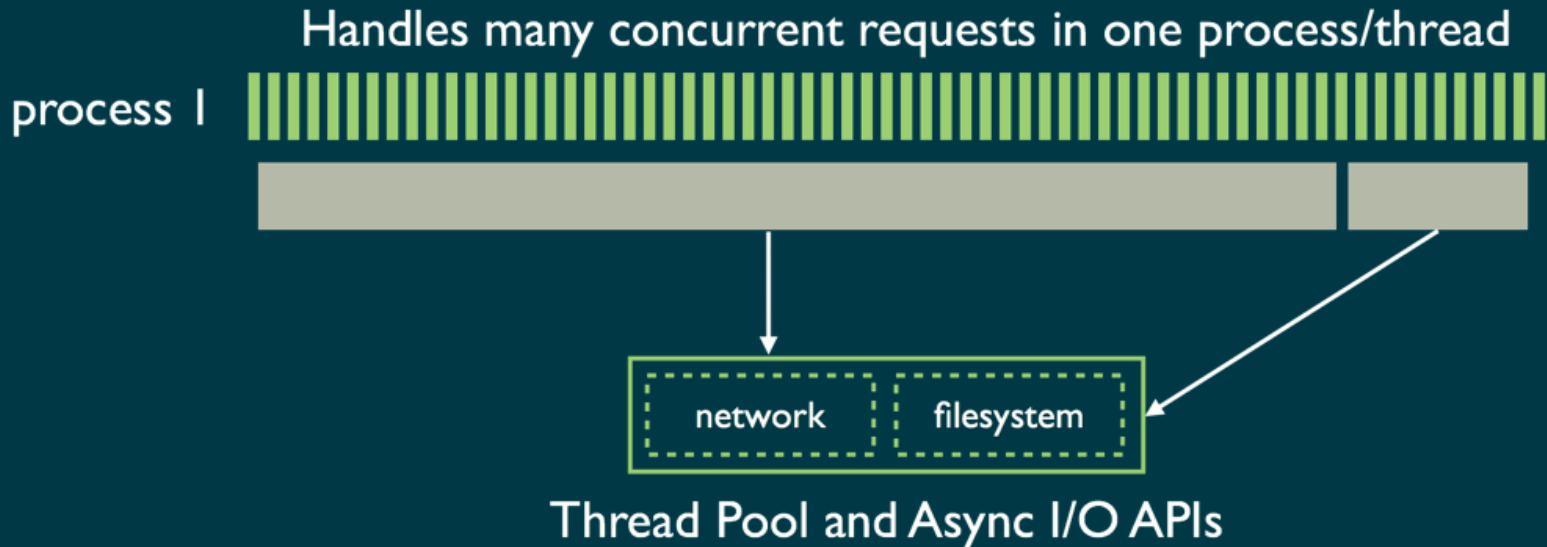 Handles many concurrent requests in one process/thread
process 1
network
filesystem
Thread Pool and Async I/O APIs